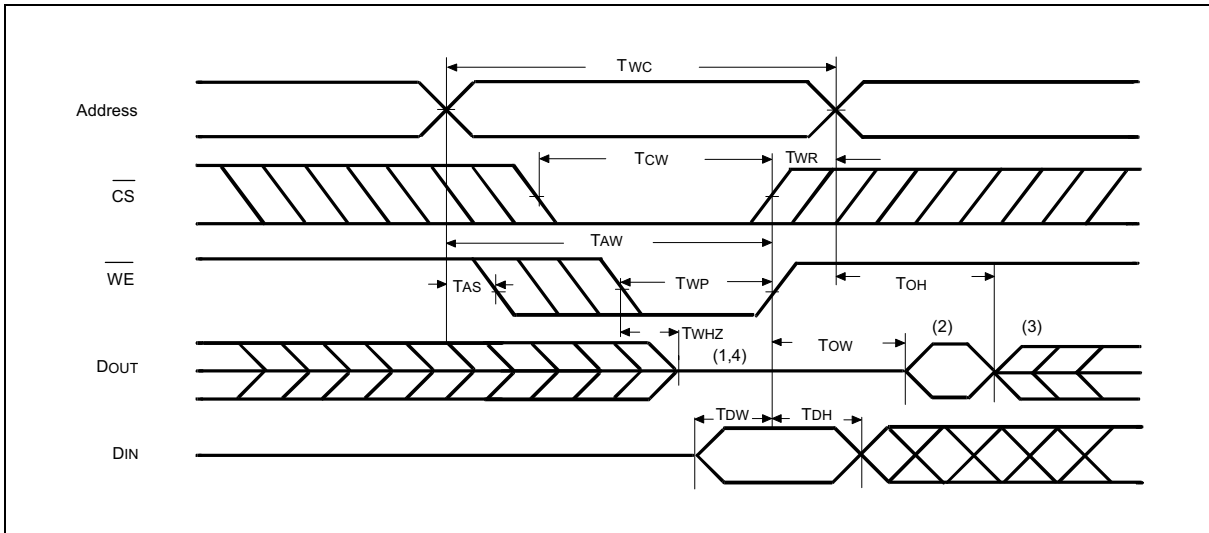 TWC
Address
TCW
TWR
CS
TAW
WE
TAS
TWP
TOH
TWHZ
(2)
(3)
DOUT
(1,4)
TOW
TDW
TDH
DIN